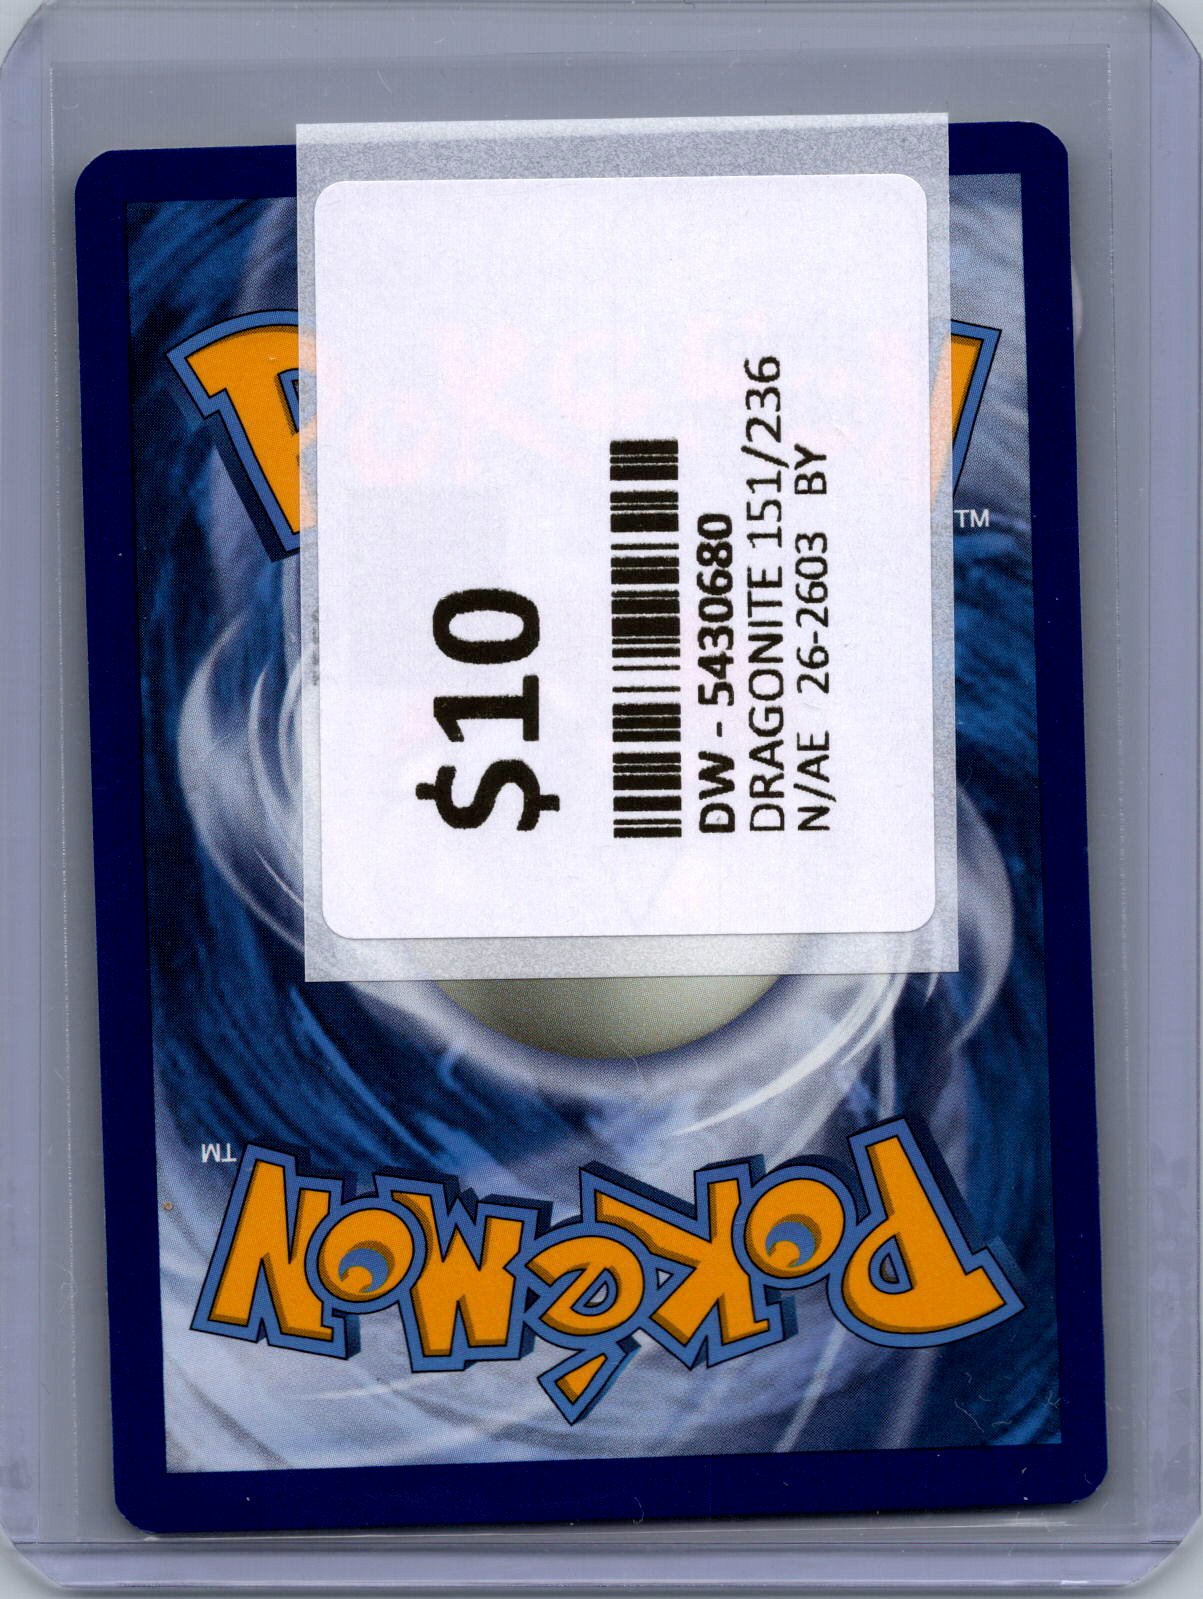 $10
DW - 5430680
DRAGONITE 151/236
N/AE 26-2603 BY
TM
POKéMON
TM